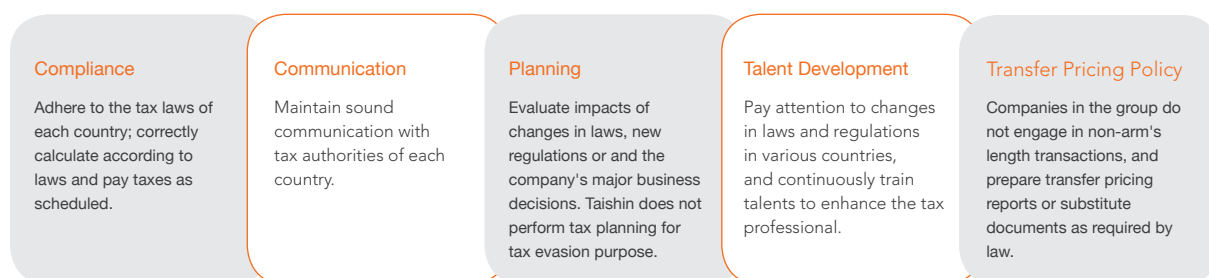 Compliance
Adhere to the tax laws of
each country; correctly
calculate according to
laws and pay taxes as
scheduled.
Communication
Maintain sound
communication with
tax authorities of each
country.
Planning
Evaluate impacts of
changes in laws, new
regulations or and the
company's major business
decisions. Taishin does not
perform tax planning for
tax evasion purpose.
Talent Development
Pay attention to changes
in laws and regulations
in various countries,
and continuously train
talents to enhance the tax
professional.
Transfer Pricing Policy
Companies in the group do
not engage in non-arm's
length transactions, and
prepare transfer pricing
reports or substitute
documents as required by
law.